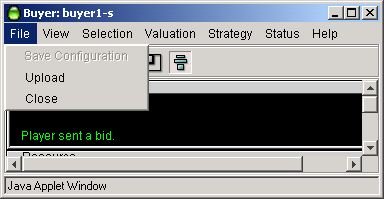 Buyer: buyer1-s
File View Selection Valuation Strategy Status Help
Save Configuration
Upload
Close
Player sent a bid.
Resource
Java Applet Window